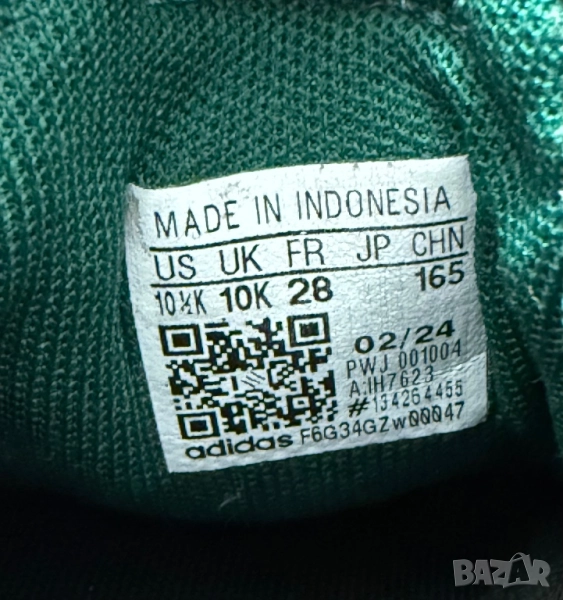 MADE IN INDONESIA
US UK FR JP CHN
10½K 10K 28 165
02/24
PWJ 001004
A:IH7623
#134264455
adidas F6G34GZw00047
BAZAR